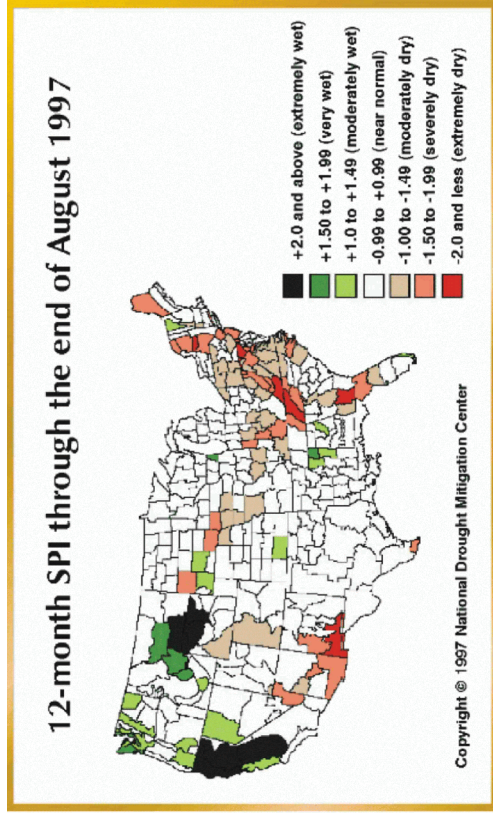 12-month SPI through the end of August 1997
+2.0 and above (extremely wet)
+1.50 to +1.99 (very wet)
+1.0 to +1.49 (moderately wet)
-0.99 to +0.99 (near normal)
-1.00 to -1.49 (moderately dry)
-1.50 to -1.99 (severely dry)
-2.0 and less (extremely dry)
Copyright © 1997 National Drought Mitigation Center